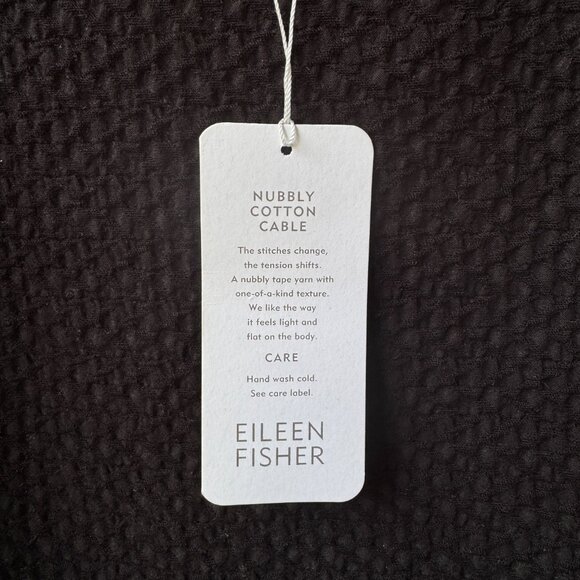 NUBBLY
COTTON
CABLE
The stitches change,
the tension shifts.
A nubbly tape yarn with
one-of-a-kind texture.
We like the way
it feels light and
flat on the body.
CARE
Hand wash cold.
See care label.
EILEEN
FISHER